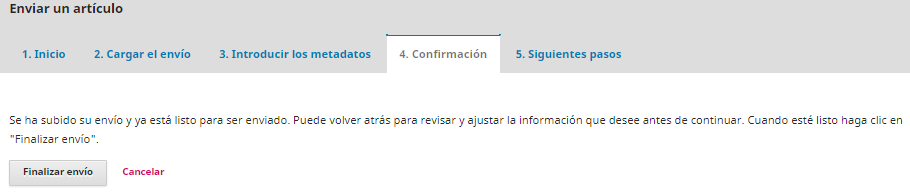 Enviar un artículo
1. Inicio 2. Cargar el envío 3. Introducir los metadatos 4. Confirmación 5. Siguientes pasos
Se ha subido su envío y ya está listo para ser enviado. Puede volver atrás para revisar y ajustar la información que desee antes de continuar. Cuando esté listo haga clic en
"Finalizar envío".
Finalizar envío Cancelar